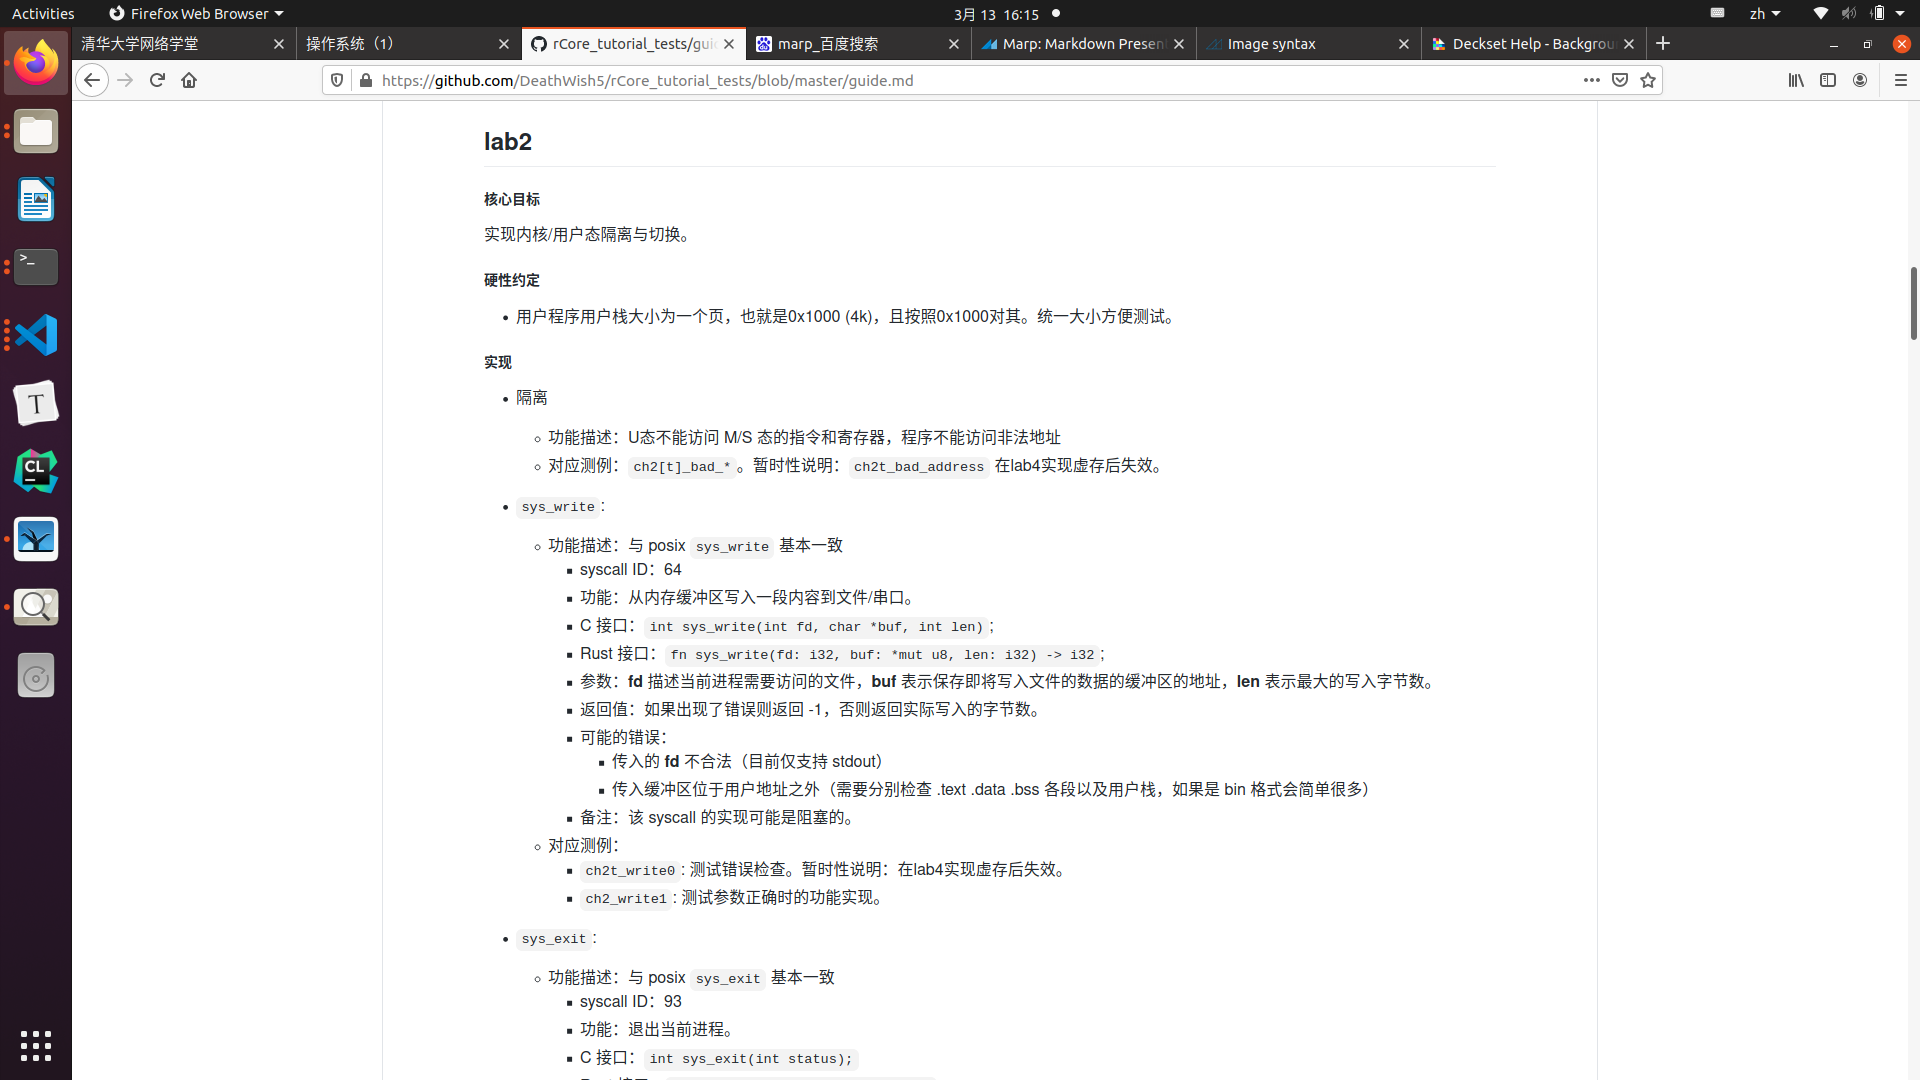 Activities
Firefox Web Browser
3月 13 16:15
zh
清华大学网络学堂
操作系统（1）
rCore_tutorial_tests/gui
marp_百度搜索
Marp: Markdown Present
Image syntax
Deckset Help - Backgrou
https://github.com/DeathWish5/rCore_tutorial_tests/blob/master/guide.md
lab2
核心目标
实现内核/用户态隔离与切换。
硬性约定
用户程序用户栈大小为一个页，也就是0x1000 (4k)，且按照0x1000对其。统一大小方便测试。
实现
隔离
功能描述：U态不能访问 M/S 态的指令和寄存器，程序不能访问非法地址
对应测例：ch2[t]_bad_*。暂时性说明：ch2t_bad_address 在lab4实现虚存后失效。
sys_write:
功能描述：与 posix sys_write 基本一致
syscall ID：64
功能：从内存缓冲区写入一段内容到文件/串口。
C 接口：int sys_write(int fd, char *buf, int len);
Rust 接口：fn sys_write(fd: i32, buf: *mut u8, len: i32) -> i32;
参数：fd 描述当前进程需要访问的文件，buf 表示保存即将写入文件的数据的缓冲区的地址，len 表示最大的写入字节数。
返回值：如果出现了错误则返回 -1，否则返回实际写入的字节数。
可能的错误：
传入的 fd 不合法（目前仅支持 stdout）
传入缓冲区位于用户地址之外（需要分别检查 .text .data .bss 各段以及用户栈，如果是 bin 格式会简单很多）
备注：该 syscall 的实现可能是阻塞的。
对应测例：
ch2t_write0: 测试错误检查。暂时性说明：在lab4实现虚存后失效。
ch2_write1: 测试参数正确时的功能实现。
sys_exit:
功能描述：与 posix sys_exit 基本一致
syscall ID：93
功能：退出当前进程。
C 接口：int sys_exit(int status);